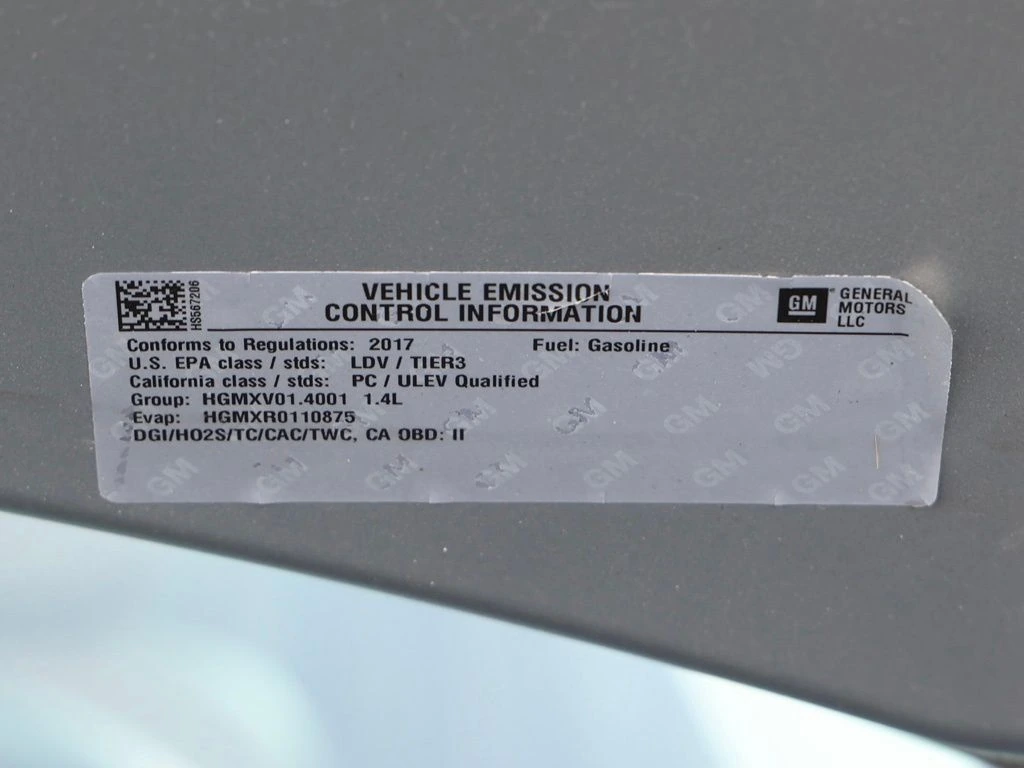 HS567206
VEHICLE EMISSION
CONTROL INFORMATION
GM
GENERAL
MOTORS
LLC
Conforms to Regulations: 2017 Fuel: Gasoline
U.S. EPA class / stds: LDV / TIER3
California class / stds: PC / ULEV Qualified
Group: HGMXV01.4001 1.4L
Evap: HGMXR0110875
DGI/HO2S/TC/CAC/TWC, CA OBD: II